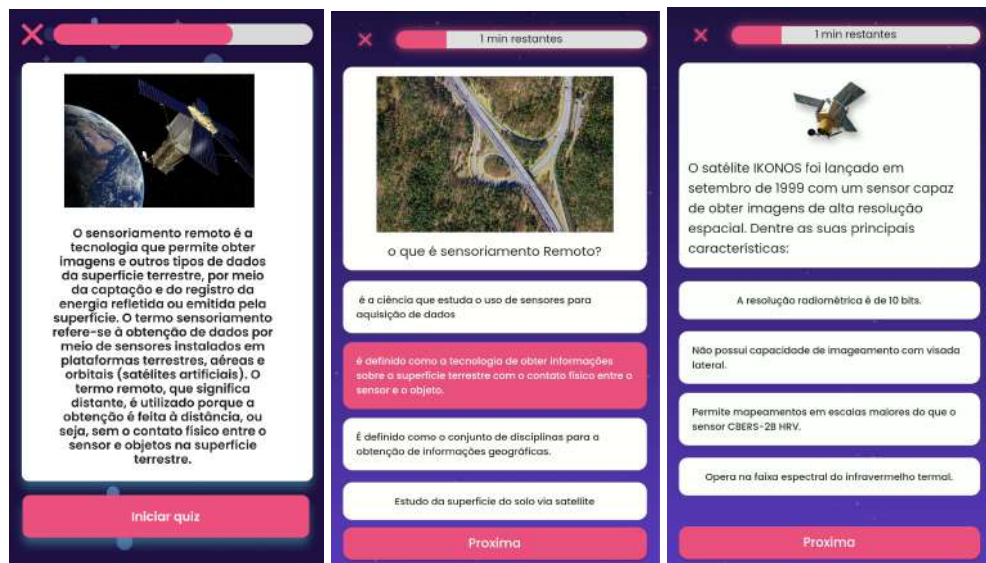 O sensoriamento remoto é a
tecnologia que permite obter
imagens e outros tipos de dados
da superfície terrestre, por meio
da captação e do registro da
energia refletida ou emitida pela
superfície. O termo sensoriamento
refere-se à obtenção de dados por
meio de sensores instalados em
plataformas terrestres, aéreas e
orbitais (satélites artificiais). O
termo remoto, que significa
distante, é utilizado porque a
obtenção é feita à distância, ou
seja, sem o contato físico entre o
sensor e objetos na superfície
terrestre.
Iniciar quiz
1 min restantes
o que é sensoriamento Remoto?
é a ciência que estuda o uso de sensores para
aquisição de dados
é definido como a tecnologia de obter informações
sobre a superfície terrestre com o contato físico entre o
sensor e o objeto.
É definido como o conjunto de disciplinas para a
obtenção de informações geográficas.
Estudo da superfície do solo via satellite
Proxima
1 min restantes
O satélite IKONOS foi lançado em
setembro de 1999 com um sensor capaz
de obter imagens de alta resolução
espacial. Dentre as suas principais
características:
A resolução radiométrica é de 10 bits.
Não possui capacidade de imageamento com visada
lateral.
Permite mapeamentos em escalas maiores do que o
sensor CBERS-2B HRV.
Opera na faixa espectral do infravermelho termal.
Proxima